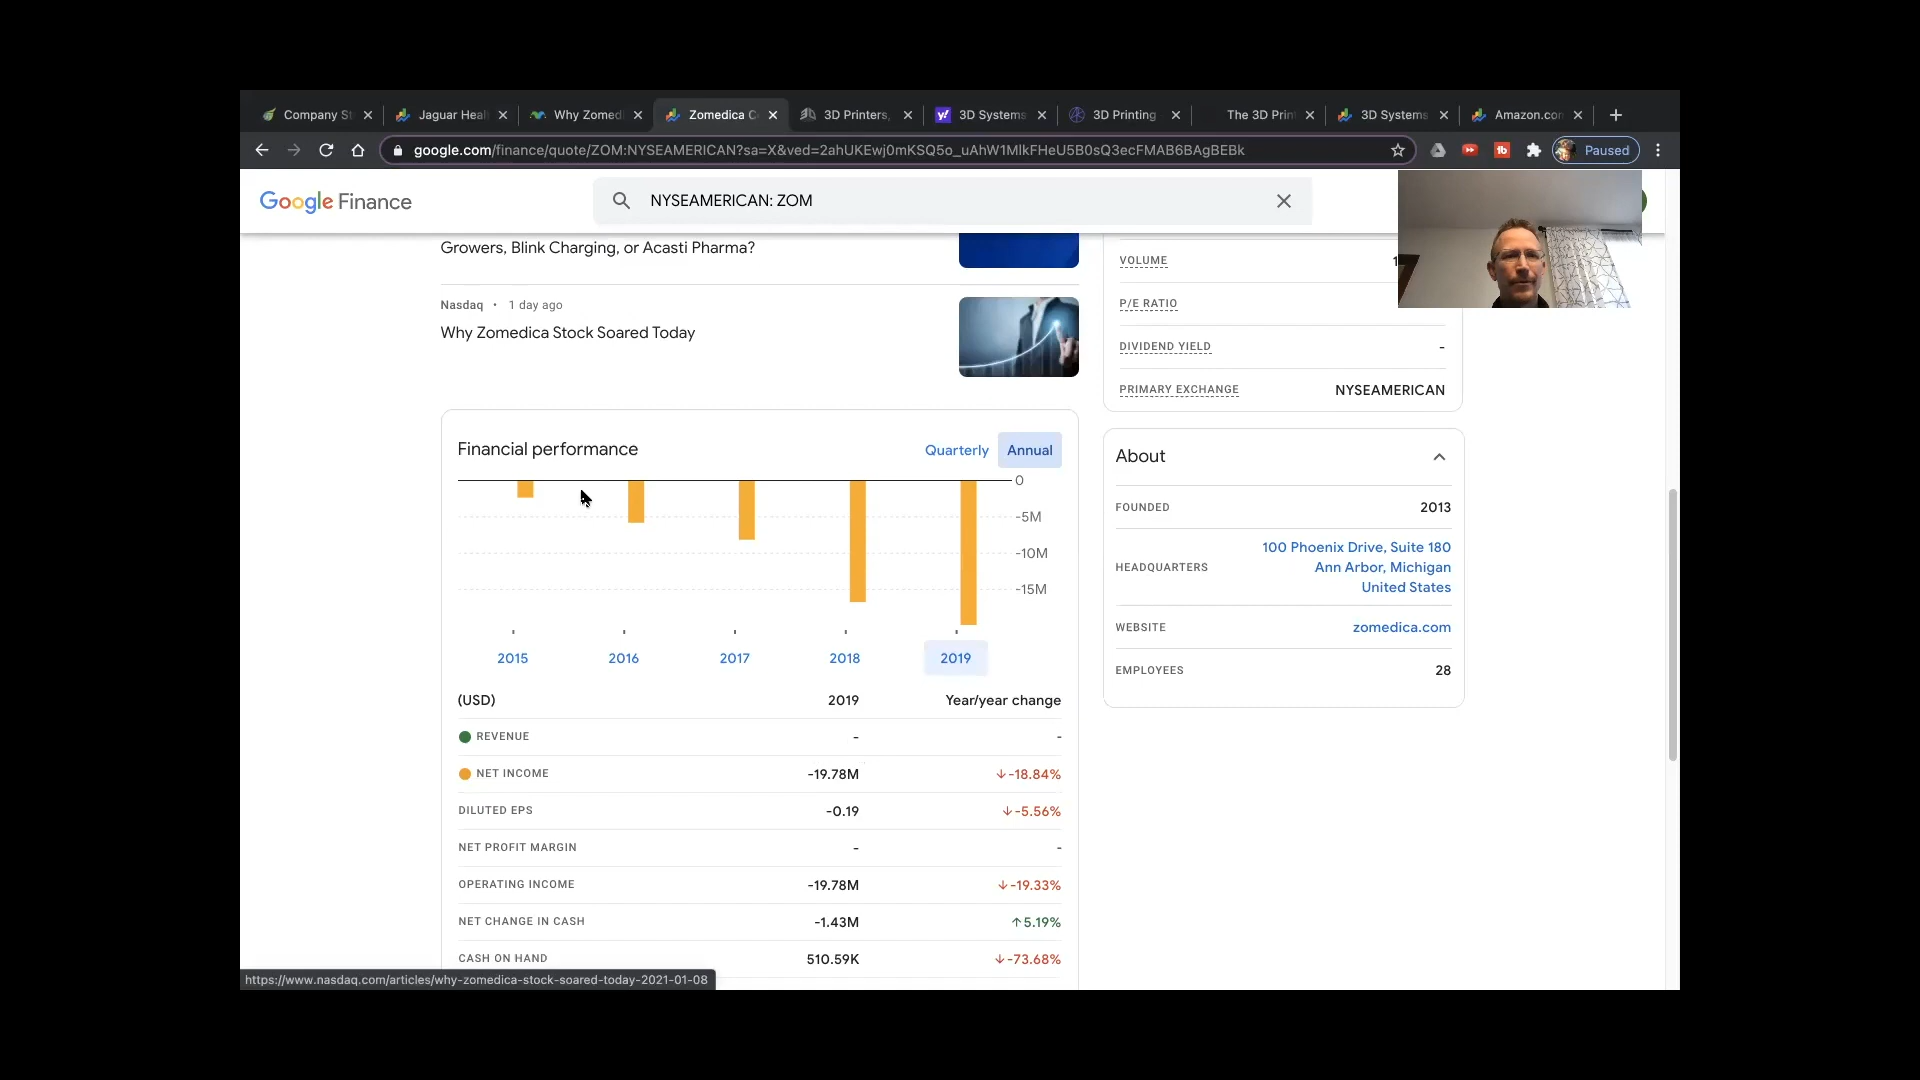 Company St
Jaguar Heal
Why Zomed
Zomedica C
3D Printers,
3D Systems
3D Printing
The 3D Prin
3D Systems
Amazon.com
google.com/finance/quote/ZOM:NYSEAMERICAN?sa=X&ved=2ahUKEwj0mKSQ5o_uAhW1MlkFHeU5B0sQ3ecFMAB6BAgBEBk
Paused
Google Finance
NYSEAMERICAN: ZOM
Growers, Blink Charging, or Acasti Pharma?
Nasdaq • 1 day ago
Why Zomedica Stock Soared Today
VOLUME 1
P/E RATIO
DIVIDEND YIELD -
PRIMARY EXCHANGE NYSEAMERICAN
Financial performance
Quarterly Annual
0
-5M
-10M
-15M
2015 2016 2017 2018 2019
(USD) 2019 Year/year change
REVENUE - -
NET INCOME -19.78M ↓-18.84%
DILUTED EPS -0.19 ↓-5.56%
NET PROFIT MARGIN - -
OPERATING INCOME -19.78M ↓-19.33%
NET CHANGE IN CASH -1.43M ↑5.19%
CASH ON HAND 510.59K ↓-73.68%
About
FOUNDED 2013
HEADQUARTERS 100 Phoenix Drive, Suite 180
Ann Arbor, Michigan
United States
WEBSITE zomedica.com
EMPLOYEES 28
https://www.nasdaq.com/articles/why-zomedica-stock-soared-today-2021-01-08